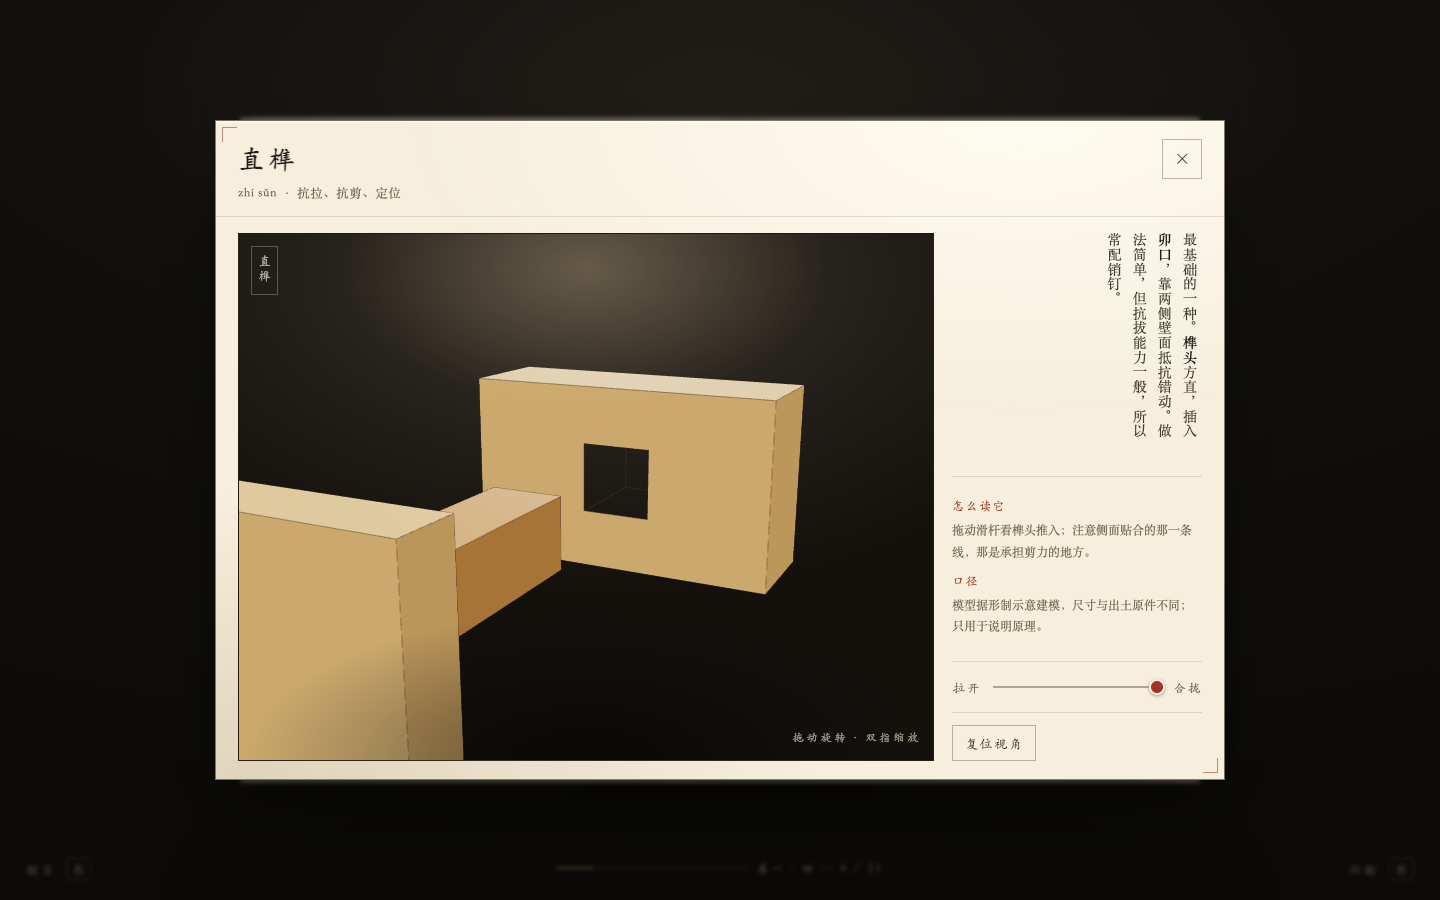 直榫
zhí sǔn · 抗拉、抗剪、定位
×
直榫
拖动旋转 · 双指缩放
最基础的一种。榫头方直，插入
卯口，靠两侧壁面抵抗错动。做
法简单，但抗拔能力一般，所以
常配销钉。
怎么读它
拖动滑杆看榫头推入；注意侧面贴合的那一条
线，那是承担剪力的地方。
口径
模型据形制示意建模，尺寸与出土原件不同；
只用于说明原理。
拉开
合拢
复位视角